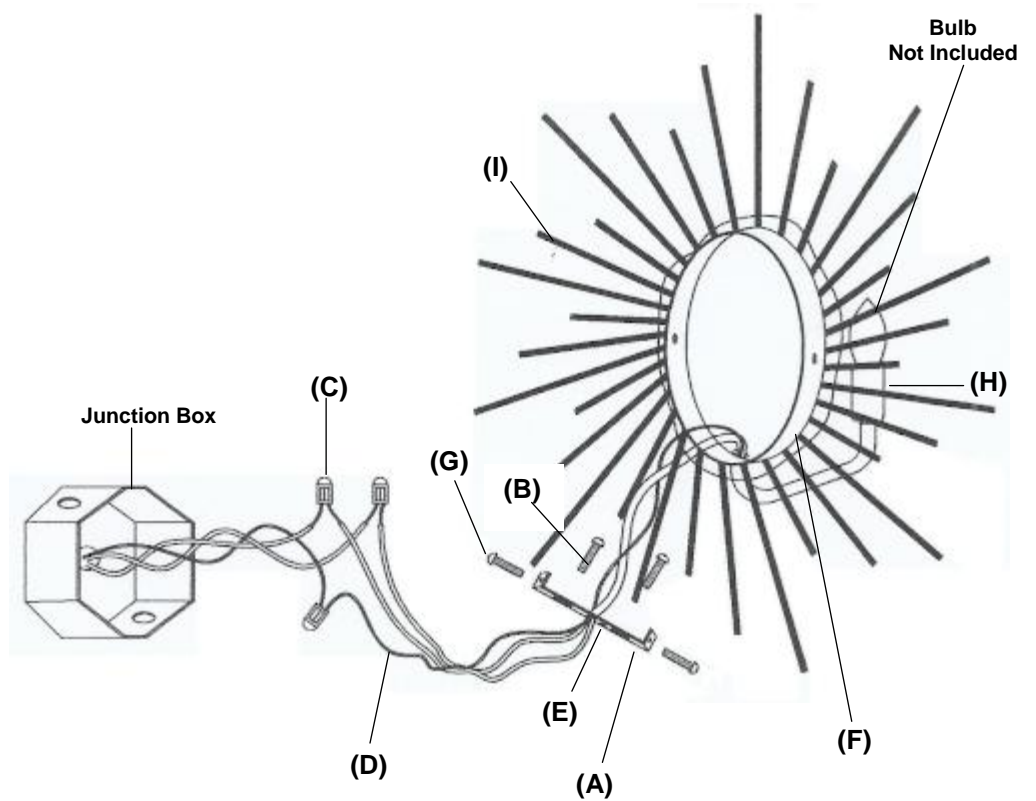 Bulb
Not Included
(I)
(C)
(H)
Junction Box
(G)
(B)
(E)
(F)
(D)
(A)